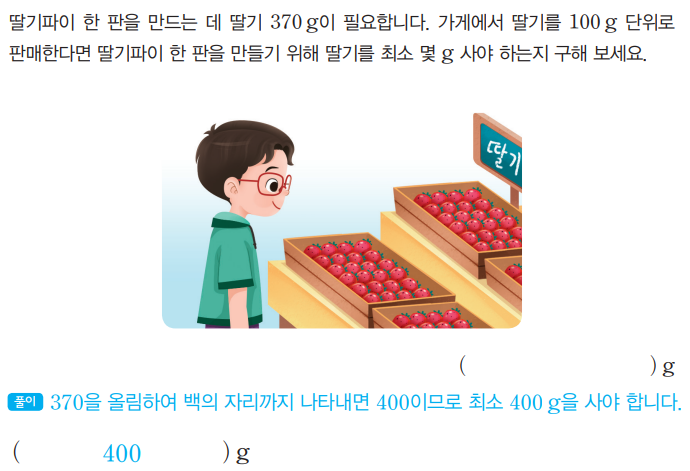 딸기파이 한 판을 만드는 데 딸기 370 g이 필요합니다. 가게에서 딸기를 100 g 단위로
판매한다면 딸기파이 한 판을 만들기 위해 딸기를 최소 몇 g 사야 하는지 구해 보세요.
딸기
( ) g
풀이 370을 올림하여 백의 자리까지 나타내면 400이므로 최소 400 g을 사야 합니다.
( 400 ) g